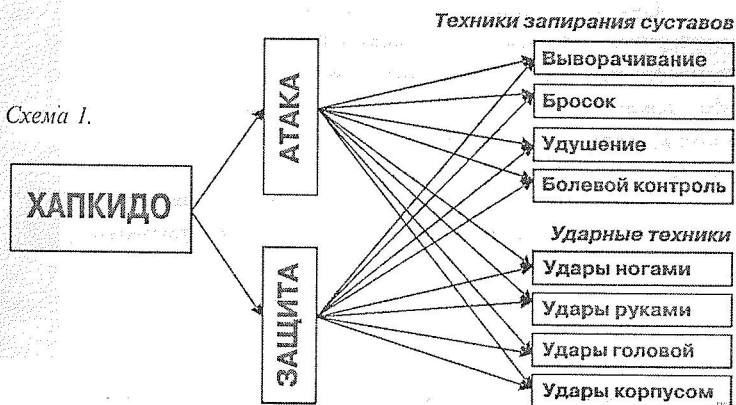 Техники запирания суставов
Выворачивание
Бросок
Удушение
Болевой контроль
Схема 1.
ХАПКИДО
АТАКА
ЗАЩИТА
Ударные техники
Удары ногами
Удары руками
Удары головой
Удары корпусом